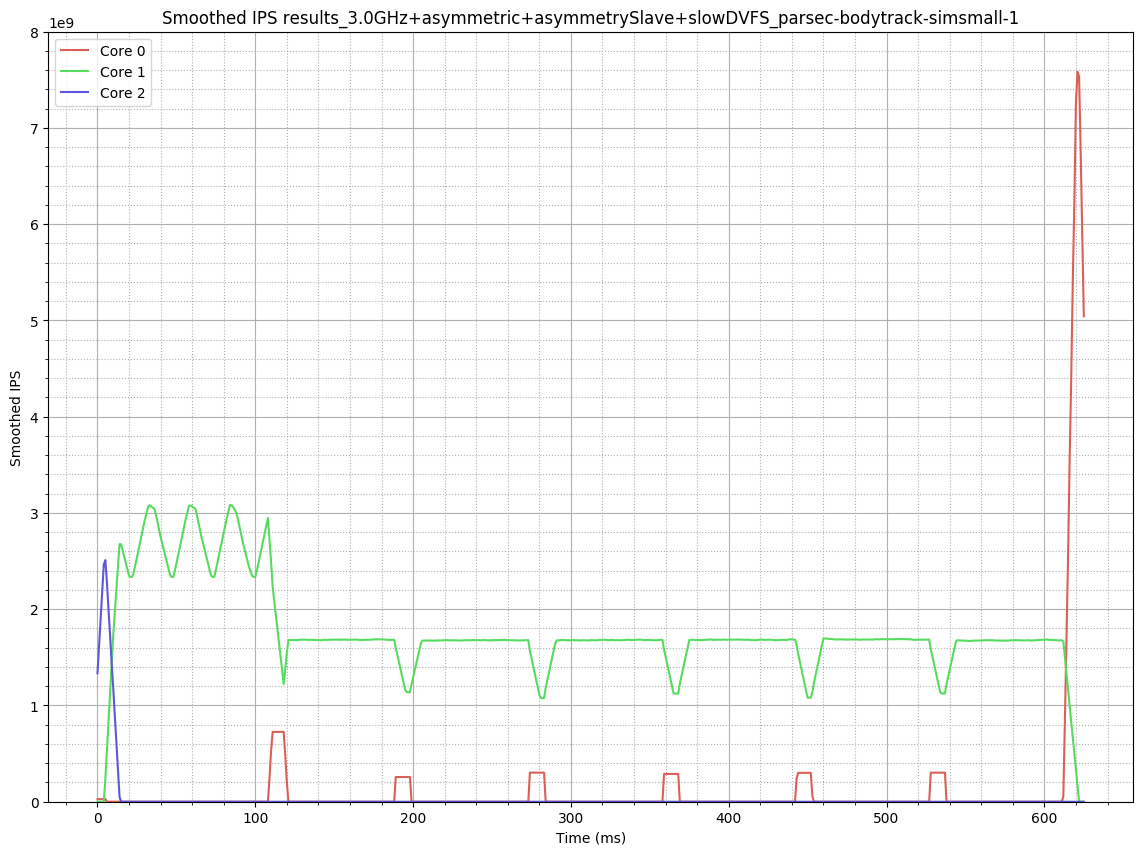 Smoothed IPS results_3.0GHz+asymmetric+asymmetrySlave+slowDVFS_parsec-bodytrack-simsmall-1
1e9
Core 0
Core 1
Core 2
8
7
6
5
4
3
2
1
0
Smoothed IPS
0 100 200 300 400 500 600
Time (ms)